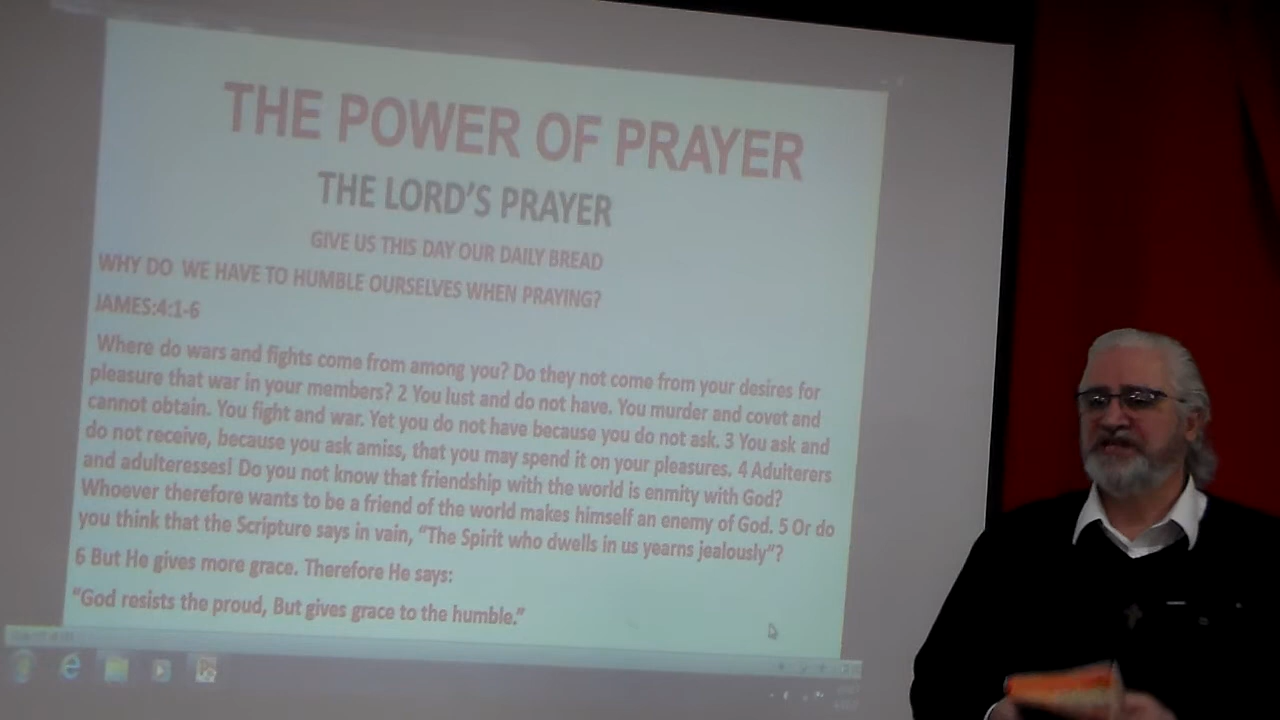 THE POWER OF PRAYER
THE LORD'S PRAYER
GIVE US THIS DAY OUR DAILY BREAD
WHY DO WE HAVE TO HUMBLE OURSELVES WHEN PRAYING?
JAMES:4:1-6
Where do wars and fights come from among you? Do they not come from your desires for
pleasure that war in your members? 2 You lust and do not have. You murder and covet and
cannot obtain. You fight and war. Yet you do not have because you do not ask. 3 You ask and
do not receive, because you ask amiss, that you may spend it on your pleasures. 4 Adulterers
and adulteresses! Do you not know that friendship with the world is enmity with God?
Whoever therefore wants to be a friend of the world makes himself an enemy of God. 5 Or do
you think that the Scripture says in vain, "The Spirit who dwells in us yearns jealously"?
6 But He gives more grace. Therefore He says:
"God resists the proud, But gives grace to the humble."